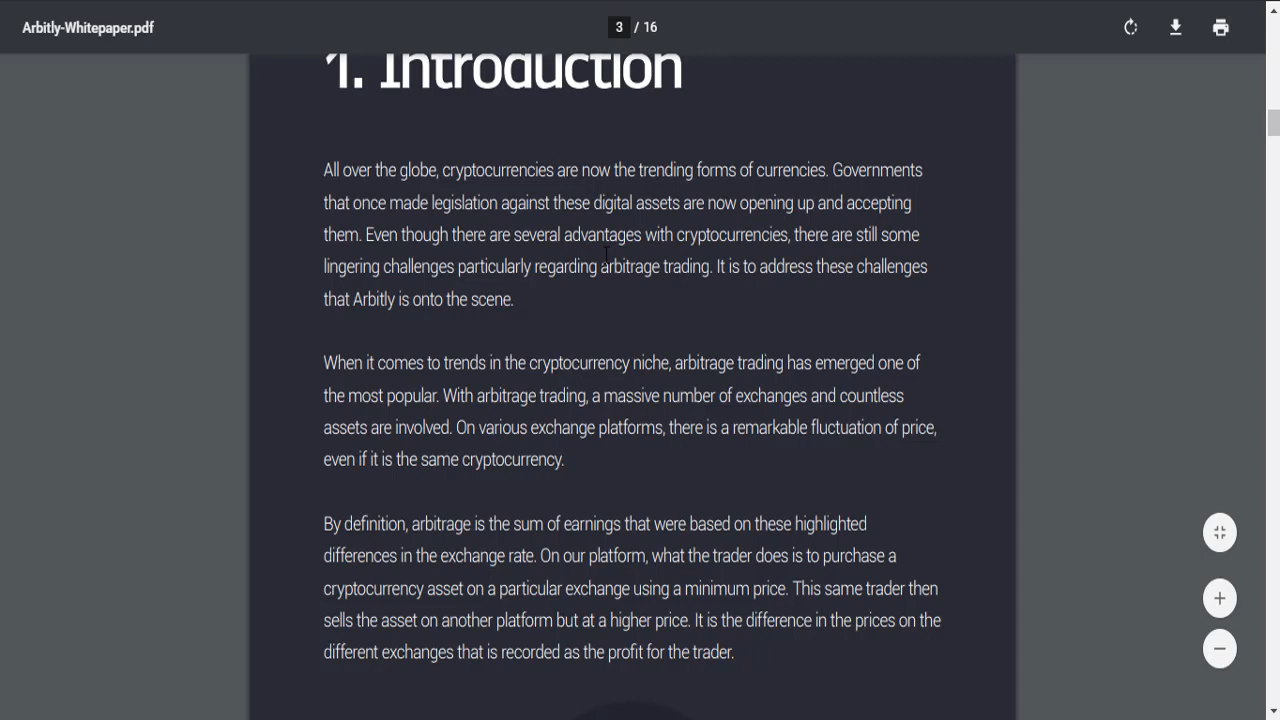 Arbitly-Whitepaper.pdf
3 / 16
1. Introduction
All over the globe, cryptocurrencies are now the trending forms of currencies. Governments
that once made legislation against these digital assets are now opening up and accepting
them. Even though there are several advantages with cryptocurrencies, there are still some
lingering challenges particularly regarding arbitrage trading. It is to address these challenges
that Arbitly is onto the scene.
When it comes to trends in the cryptocurrency niche, arbitrage trading has emerged one of
the most popular. With arbitrage trading, a massive number of exchanges and countless
assets are involved. On various exchange platforms, there is a remarkable fluctuation of price,
even if it is the same cryptocurrency.
By definition, arbitrage is the sum of earnings that were based on these highlighted
differences in the exchange rate. On our platform, what the trader does is to purchase a
cryptocurrency asset on a particular exchange using a minimum price. This same trader then
sells the asset on another platform but at a higher price. It is the difference in the prices on the
different exchanges that is recorded as the profit for the trader.